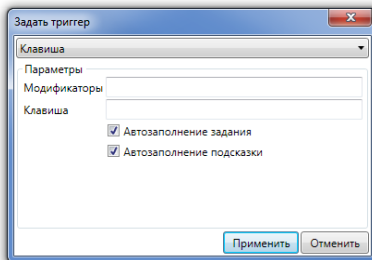 Задать триггер
Клавиша
Параметры
Модификаторы
Клавиша
Автозаполнение задания
Автозаполнение подсказки
Применить Отменить